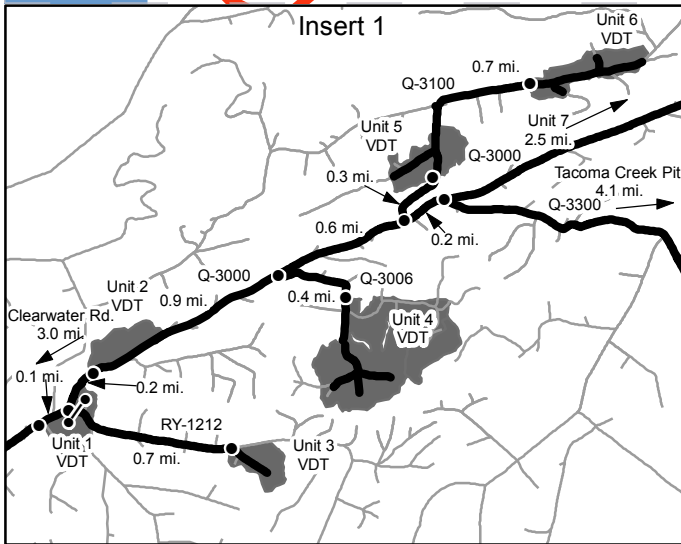 Insert 1
Unit 6
VDT
0.7 mi.
Q-3100
Unit 7
2.5 mi.
Unit 5
VDT
Q-3000
0.3 mi.
Tacoma Creek Pit
4.1 mi.
Q-3300
0.6 mi.
0.2 mi.
Q-3000
Q-3006
Unit 2
VDT
0.9 mi.
0.4 mi.
Clearwater Rd.
3.0 mi.
Unit 4
VDT
0.1 mi.
0.2 mi.
RY-1212
Unit 1
VDT
0.7 mi.
Unit 3
VDT